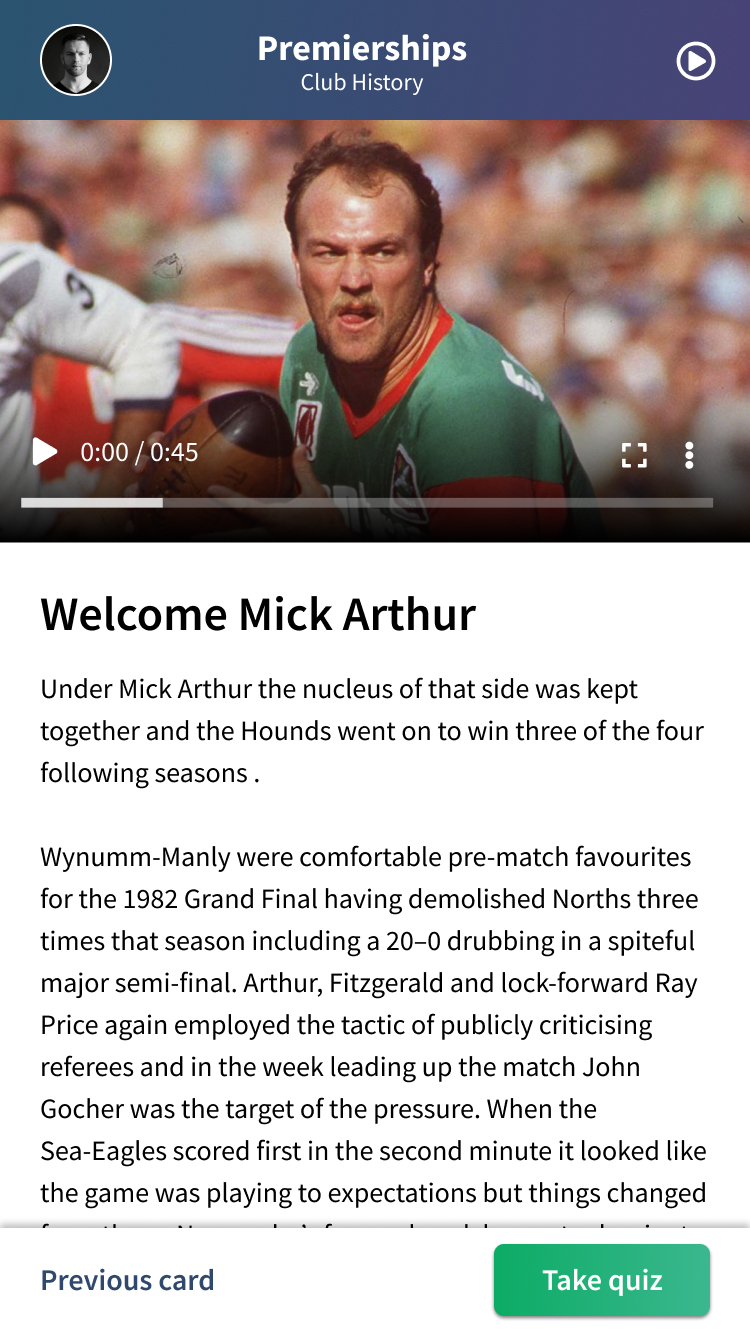 Premierships
Club History
3
0:00 / 0:45
Welcome Mick Arthur
Under Mick Arthur the nucleus of that side was kept
together and the Hounds went on to win three of the four
following seasons .
Wynumm-Manly were comfortable pre-match favourites
for the 1982 Grand Final having demolished Norths three
times that season including a 20–0 drubbing in a spiteful
major semi-final. Arthur, Fitzgerald and lock-forward Ray
Price again employed the tactic of publicly criticising
referees and in the week leading up the match John
Gocher was the target of the pressure. When the
Sea-Eagles scored first in the second minute it looked like
the game was playing to expectations but things changed
Previous card
Take quiz